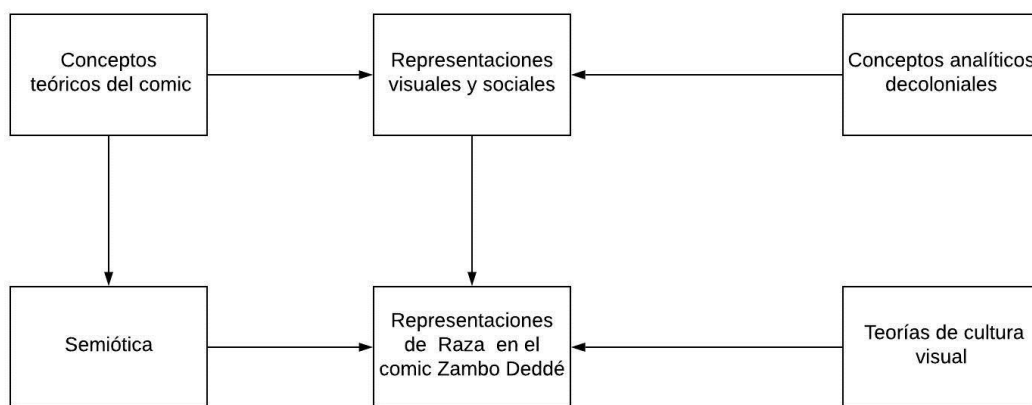 Conceptos
teóricos del comic
Representaciones
visuales y sociales
Conceptos analíticos
decoloniales
Semiótica
Representaciones
de Raza en el
comic Zambo Deddé
Teorías de cultura
visual